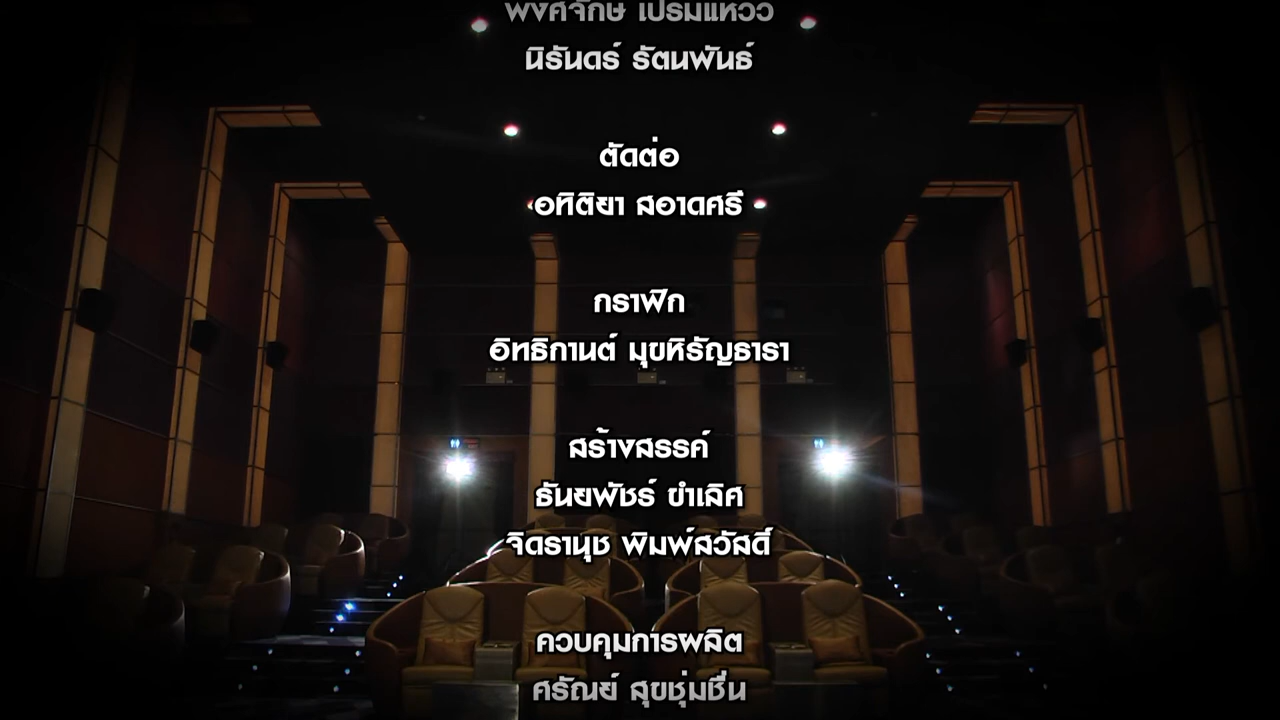 นิรันดร์ รัตนพันธ์
ตัดต่อ
อทิติยา สอาดศรี
กราฟิก
อิทธิกานต์ มุขหิรัญธารา
สร้างสรรค์
ธันยพัชร์ ขำเลิศ
จิดรานุช พิมพ์สวัสดิ์
ควบคุมการผลิต
ศรัณย์ สุขชุ่มชื่น